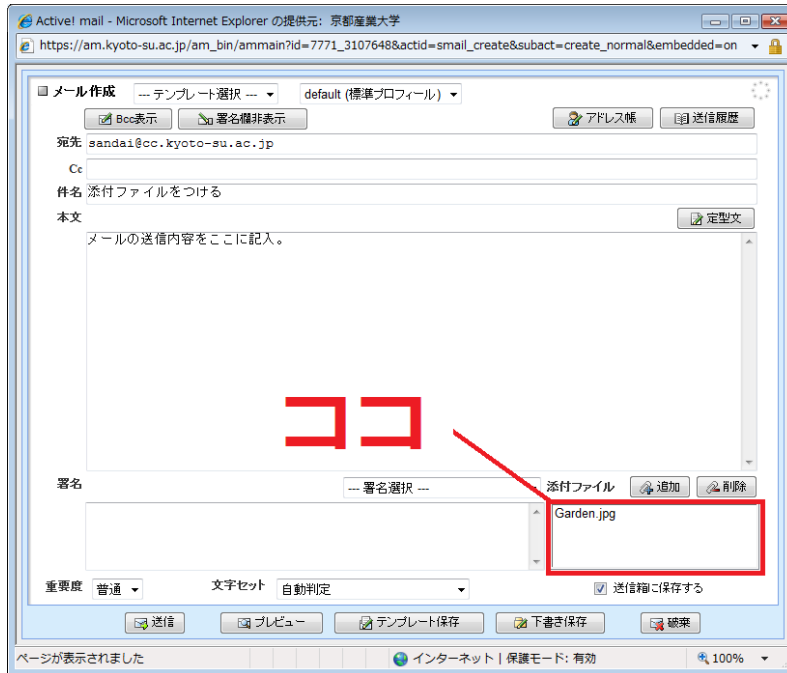 Active! mail - Microsoft Internet Explorer の提供元: 京都産業大学
https://am.kyoto-su.ac.jp/am_bin/ammain?id=7771_3107648&actid=smail_create&subact=create_normal&embedded=on
メール作成 --- テンプレート選択 --- default (標準プロフィール)
Bcc表示 署名欄非表示 アドレス帳 送信履歴
宛先 sandai@cc.kyoto-su.ac.jp
Cc
件名 添付ファイルをつける
本文 定型文
メールの送信内容をここに記入。
ココ
署名 --- 署名選択 --- 添付ファイル 追加 削除
Garden.jpg
重要度 普通 文字セット 自動判定 送信箱に保存する
送信 プレビュー テンプレート保存 下書き保存 破棄
ページが表示されました インターネット | 保護モード: 有効 100%